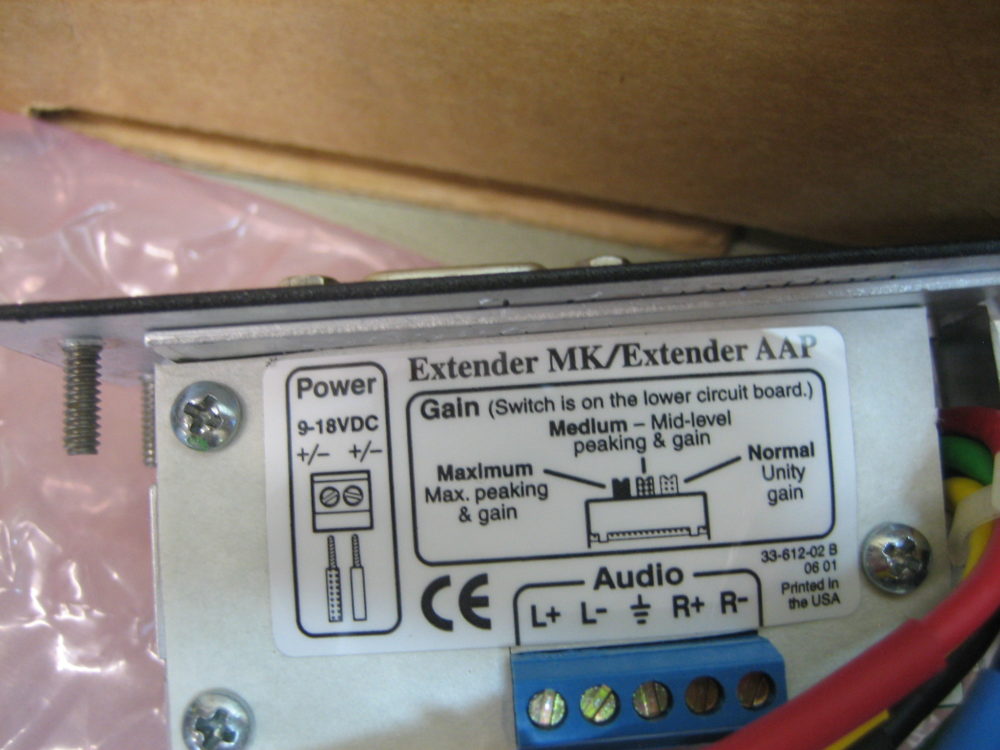 Extender MK/Extender AAP
Power
9-18VDC
+/- +/-
Gain (Switch is on the lower circuit board.)
Medium – Mid-level
peaking & gain
Maximum
Max. peaking
& gain
Normal
Unity
gain
33-612-02 B
06 01
Printed in
the USA
CE
Audio
L+ L- ⏚ R+ R-